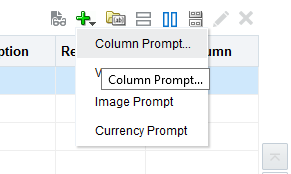 Column Prompt...
ption
Re
umn
V
Column Prompt...
Image Prompt
Currency Prompt